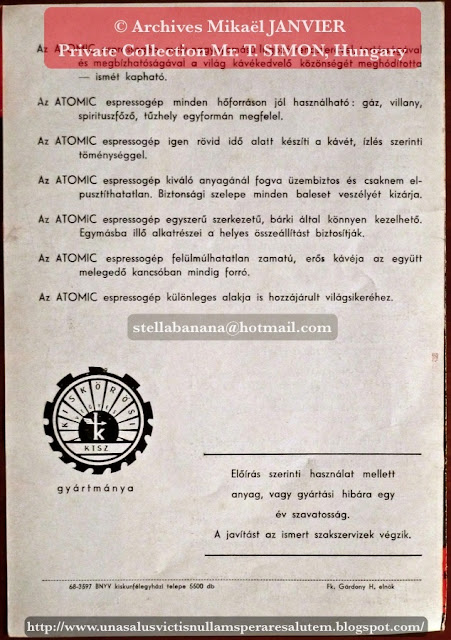 © Archives Mikaël JANVIER
Private Collection Mr. L. SIMON, Hungary
Az ATOMIC
és megbízhatóságával a világ kávékedvelő közönségét meghódította
— ismét kapható.
Az ATOMIC espressogép minden hőforráson jól használható: gáz, villany,
spirituszfőző, tűzhely egyformán megfelel.
Az ATOMIC espressogép igen rövid idő alatt készíti a kávét, ízlés szerinti
töménységgel.
Az ATOMIC espressogép kiváló anyagánál fogva üzembiztos és csaknem el-
pusztíthatatlan. Biztonsági szelepe minden baleset veszélyét kizárja.
Az ATOMIC espressogép egyszerű szerkezetű, bárki által könnyen kezelhető.
Egymásba illő alkatrészei a helyes összeállítást biztosítják.
Az ATOMIC espressogép felülmúlhatatlan zamatú, erős kávéja az együtt
melegedő kancsóban mindig forró.
Az ATOMIC espressogép különleges alakja is hozzájárult világsikeréhez.
stellabanana@hotmail.com
KISKŐRÖSI
k
KISZ
gyártmánya
Előírás szerinti használat mellett
anyag, vagy gyártási hibára egy
év szavatosság.
A javítást az ismert szakszervizek végzik.
68-3597 BNYV kiskunfélegyházi telepe 5500 db
Fk. Gárdony H. elnök
http://www.unasalusvictisnullamsperaresalutem.blogspot.com/